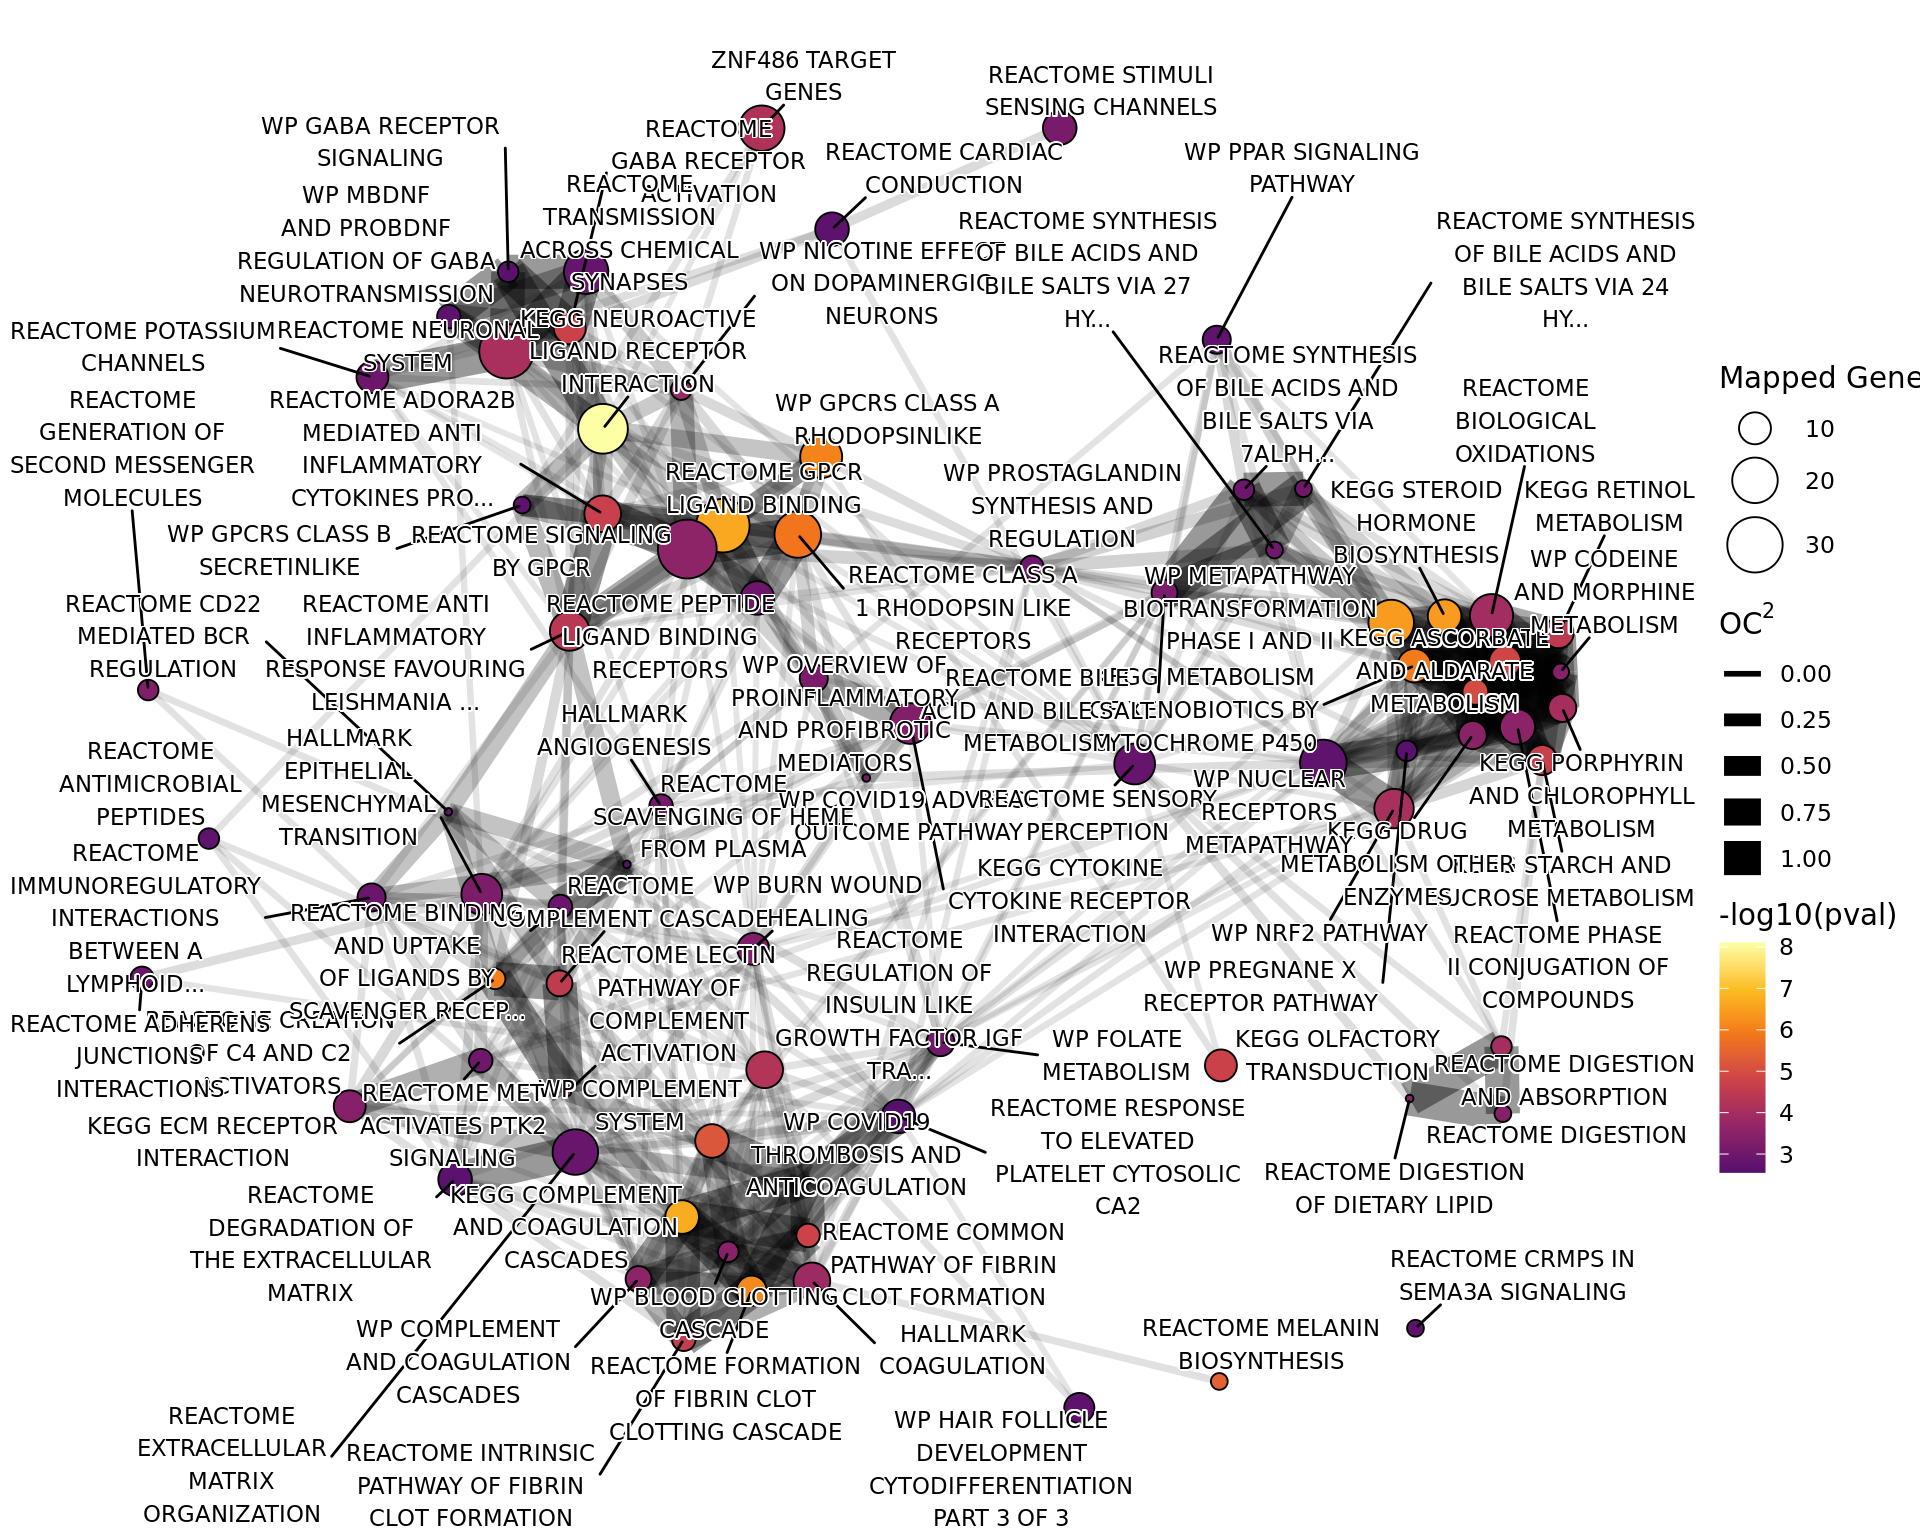 ZNF486 TARGET
GENES
REACTOME STIMULI
SENSING CHANNELS
WP GABA RECEPTOR
SIGNALING
REACTOME
GABA RECEPTOR
ACTIVATION
REACTOME CARDIAC
CONDUCTION
WP PPAR SIGNALING
PATHWAY
WP MBDNF
AND PROBDNF
REGULATION OF GABA
NEUROTRANSMISSION
REACTOME
TRANSMISSION
ACROSS CHEMICAL
SYNAPSES
WP NICOTINE EFFECT
ON DOPAMINERGIC
NEURONS
REACTOME SYNTHESIS
OF BILE ACIDS AND
BILE SALTS VIA 27
HY...
REACTOME SYNTHESIS
OF BILE ACIDS AND
BILE SALTS VIA 24
HY...
REACTOME POTASSIUM
CHANNELS
REACTOME NEURONAL
SYSTEM
KEGG NEUROACTIVE
LIGAND RECEPTOR
INTERACTION
REACTOME SYNTHESIS
OF BILE ACIDS AND
BILE SALTS VIA
7ALPH...
REACTOME
BIOLOGICAL
OXIDATIONS
REACTOME
GENERATION OF
SECOND MESSENGER
MOLECULES
REACTOME ADORA2B
MEDIATED ANTI
INFLAMMATORY
CYTOKINES PRO...
WP GPCRS CLASS A
RHODOPSINLIKE
REACTOME GPCR
LIGAND BINDING
WP PROSTAGLANDIN
SYNTHESIS AND
REGULATION
KEGG STEROID
HORMONE
BIOSYNTHESIS
KEGG RETINOL
METABOLISM
WP GPCRS CLASS B
SECRETINLIKE
REACTOME SIGNALING
BY GPCR
WP CODEINE
AND MORPHINE
METABOLISM
REACTOME CLASS A
1 RHODOPSIN LIKE
RECEPTORS
WP METAPATHWAY
BIOTRANSFORMATION
PHASE I AND II
REACTOME CD22
MEDIATED BCR
REGULATION
REACTOME ANTI
INFLAMMATORY
RESPONSE FAVOURING
LEISHMANIA ...
REACTOME PEPTIDE
LIGAND BINDING
RECEPTORS
KEGG ASCORBATE
AND ALDARATE
METABOLISM
WP OVERVIEW OF
PROINFLAMMATORY
AND PROFIBROTIC
MEDIATORS
REACTOME BILE
ACID AND BILE SALT
METABOLISM
KEGG METABOLISM
OF XENOBIOTICS BY
CYTOCHROME P450
HALLMARK
ANGIOGENESIS
HALLMARK
EPITHELIAL
MESENCHYMAL
TRANSITION
REACTOME
ANTIMICROBIAL
PEPTIDES
REACTOME
SCAVENGING OF HEME
FROM PLASMA
WP COVID19 ADVERSE
OUTCOME PATHWAY
REACTOME SENSORY
PERCEPTION
WP NUCLEAR
RECEPTORS
METAPATHWAY
KEGG PORPHYRIN
AND CHLOROPHYLL
METABOLISM
KEGG DRUG
METABOLISM OTHER
ENZYMES
STARCH AND
SUCROSE METABOLISM
REACTOME
IMMUNOREGULATORY
INTERACTIONS
BETWEEN A
LYMPHOID...
REACTOME BINDING
AND UPTAKE
OF LIGANDS BY
SCAVENGER RECEP...
REACTOME
COMPLEMENT CASCADE
WP BURN WOUND
HEALING
KEGG CYTOKINE
CYTOKINE RECEPTOR
INTERACTION
WP NRF2 PATHWAY
REACTOME PHASE
II CONJUGATION OF
COMPOUNDS
REACTOME LECTIN
PATHWAY OF
COMPLEMENT
ACTIVATION
REACTOME
REGULATION OF
INSULIN LIKE
GROWTH FACTOR IGF
TRA...
WP PREGNANE X
RECEPTOR PATHWAY
REACTOME ADHERENS
JUNCTIONS
INTERACTIONS
REACTOME CREATION
OF C4 AND C2
ACTIVATORS
WP FOLATE
METABOLISM
KEGG OLFACTORY
TRANSDUCTION
REACTOME DIGESTION
AND ABSORPTION
REACTOME MET
ACTIVATES PTK2
SIGNALING
WP COMPLEMENT
SYSTEM
KEGG ECM RECEPTOR
INTERACTION
WP COVID19
THROMBOSIS AND
ANTICOAGULATION
REACTOME RESPONSE
TO ELEVATED
PLATELET CYTOSOLIC
CA2
REACTOME DIGESTION
REACTOME DIGESTION
OF DIETARY LIPID
REACTOME
DEGRADATION OF
THE EXTRACELLULAR
MATRIX
KEGG COMPLEMENT
AND COAGULATION
CASCADES
REACTOME COMMON
PATHWAY OF FIBRIN
CLOT FORMATION
WP BLOOD CLOTTING
CASCADE
REACTOME CRMPS IN
SEMA3A SIGNALING
WP COMPLEMENT
AND COAGULATION
CASCADES
HALLMARK
COAGULATION
REACTOME MELANIN
BIOSYNTHESIS
REACTOME FORMATION
OF FIBRIN CLOT
CLOTTING CASCADE
REACTOME
EXTRACELLULAR
MATRIX
ORGANIZATION
REACTOME INTRINSIC
PATHWAY OF FIBRIN
CLOT FORMATION
WP HAIR FOLLICLE
DEVELOPMENT
CYTODIFFERENTIATION
PART 3 OF 3
Mapped Gene
10
20
30
OC2
0.00
0.25
0.50
0.75
1.00
-log10(pval)
8
7
6
5
4
3